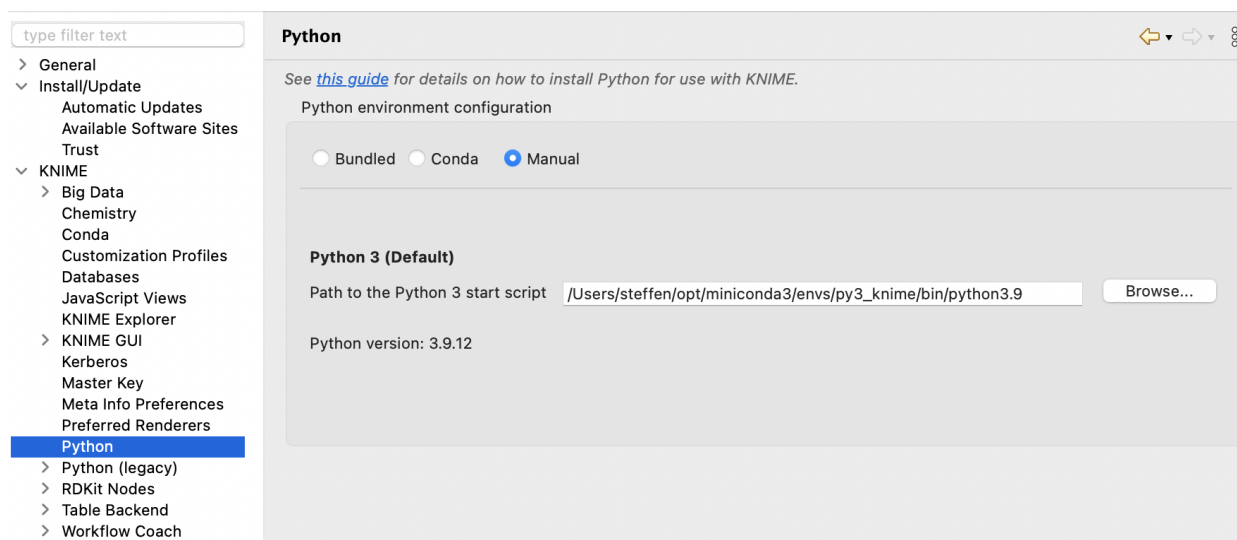 type filter text
General
Install/Update
Automatic Updates
Available Software Sites
Trust
KNIME
Big Data
Chemistry
Conda
Customization Profiles
Databases
JavaScript Views
KNIME Explorer
KNIME GUI
Kerberos
Master Key
Meta Info Preferences
Preferred Renderers
Python
Python (legacy)
RDKit Nodes
Table Backend
Workflow Coach
Python
See this guide for details on how to install Python for use with KNIME.
Python environment configuration
Bundled Conda Manual
Python 3 (Default)
Path to the Python 3 start script /Users/steffen/opt/miniconda3/envs/py3_knime/bin/python3.9 Browse...
Python version: 3.9.12